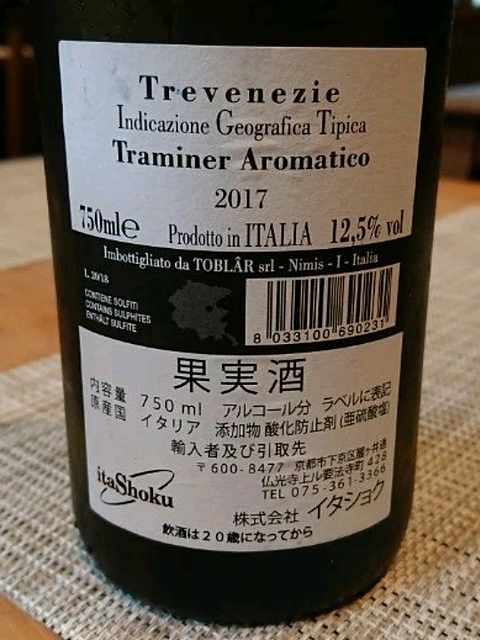 Trevenezie
Indicazione Geografica Tipica
Traminer Aromatico
2017
750ml℮ Prodotto in ITALIA 12,5% vol
Imbottigliato da TOBLÂR srl - Nimis - I - Italia
L 20/18
CONTIENE SOLFITI
CONTAINS SULPHITES
ENTHÄLT SULFITE
8 033100 690231
果実酒
内容量 750ml アルコール分 ラベルに表記
原産国 イタリア 添加物 酸化防止剤(亜硫酸塩)
輸入者及び引取先
〒600-8477 京都市下京区醒ヶ井通
仏光寺上ル要法寺町 428
TEL 075-361-3366
itaShoku
株式会社 イタショク
飲酒は20歳になってから